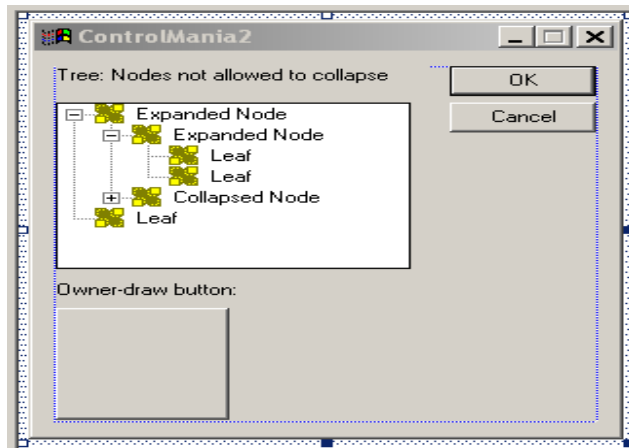 ControlMania2
Tree: Nodes not allowed to collapse
OK
Cancel
Expanded Node
Expanded Node
Leaf
Leaf
Collapsed Node
Leaf
Owner-draw button: